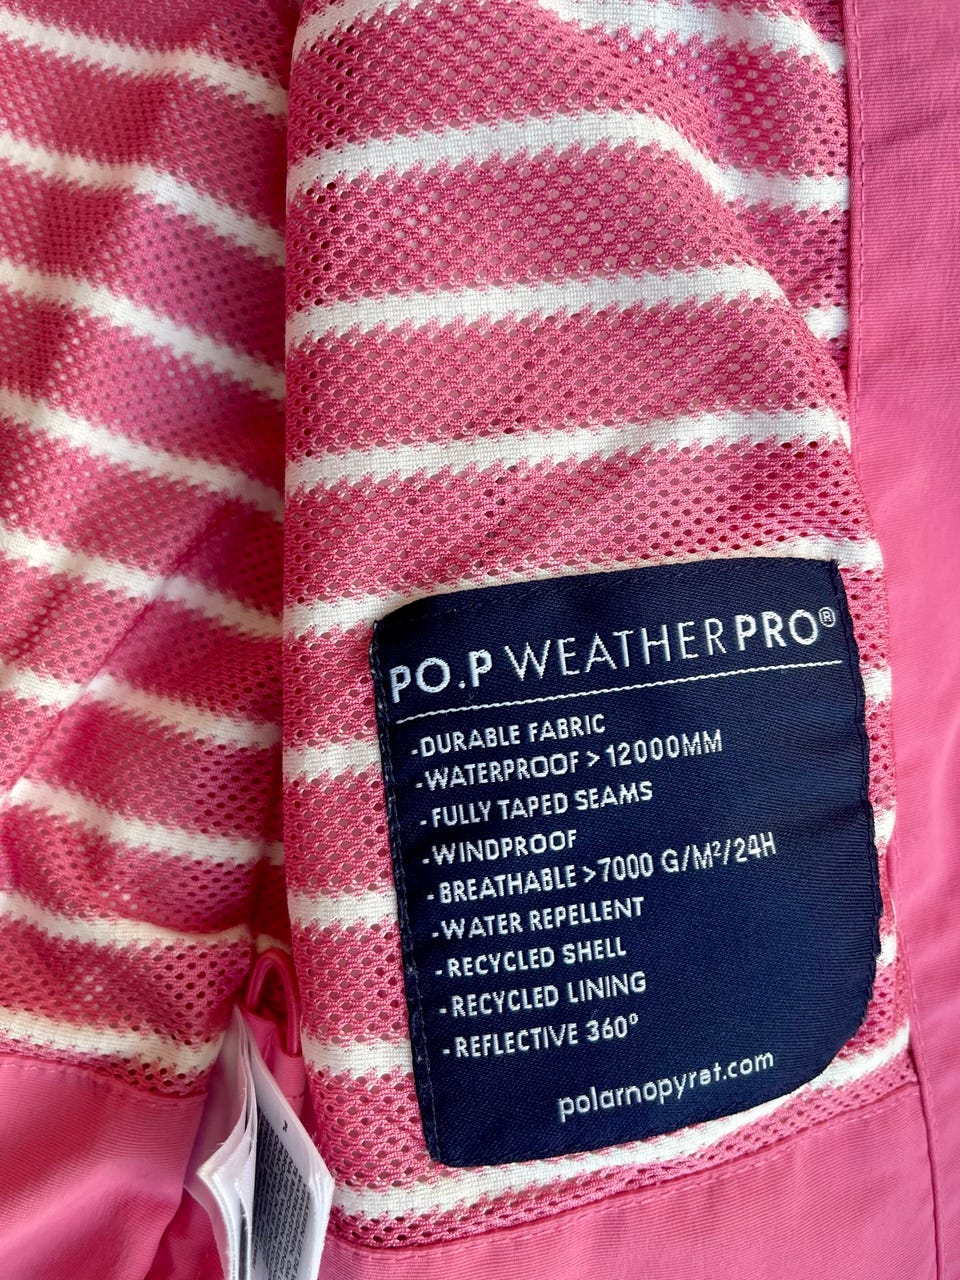 PO.P WEATHERPRO®
-DURABLE FABRIC
-WATERPROOF > 12000MM
-FULLY TAPED SEAMS
-WINDPROOF
-BREATHABLE >7000 G/M²/24H
-WATER REPELLENT
-RECYCLED SHELL
-RECYCLED LINING
-REFLECTIVE 360°
polarnopyret.com